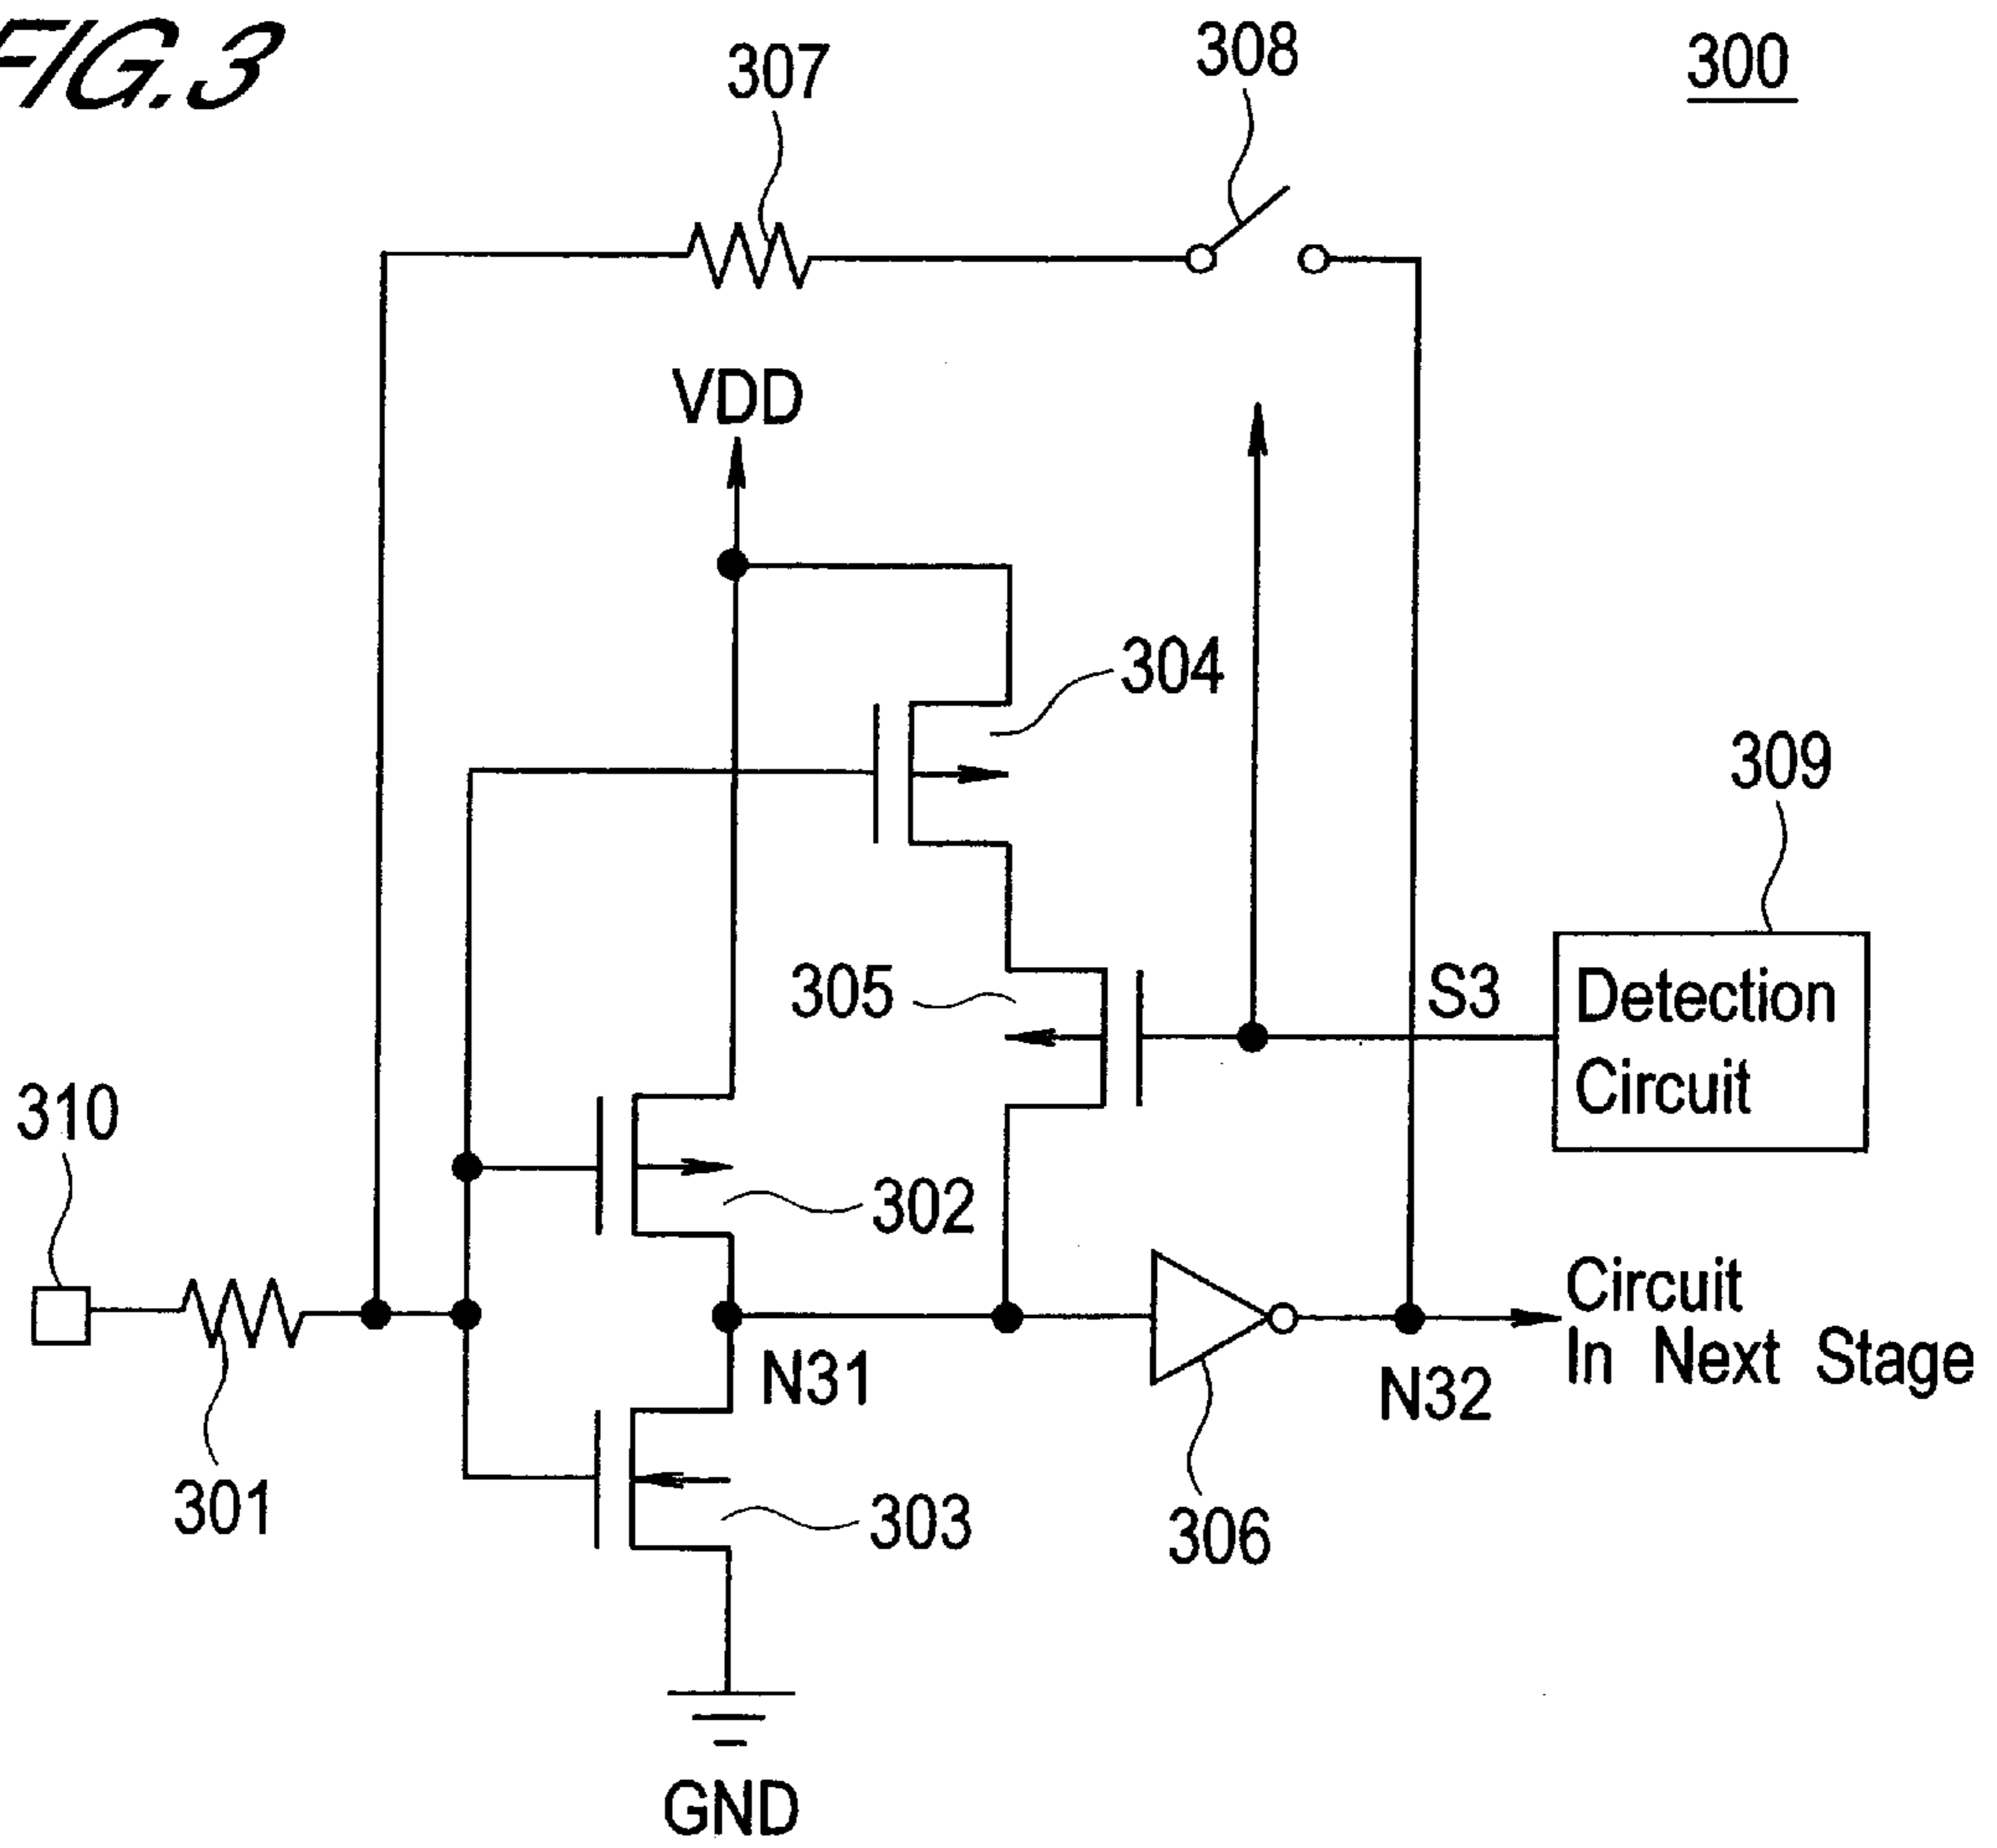 FIG.3
307
308
300
VDD
304
309
305
S3
Detection
Circuit
310
302
Circuit
In Next Stage
N31
N32
301
303
306
GND